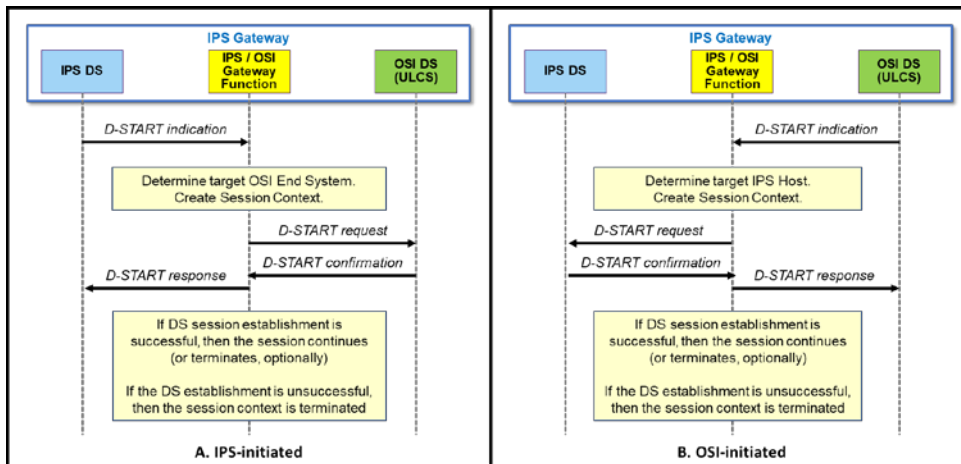 IPS Gateway
IPS DS
IPS / OSI
Gateway
Function
OSI DS
(ULCS)
D-START indication
Determine target OSI End System.
Create Session Context.
D-START request
D-START confirmation
D-START response
If DS session establishment is
successful, then the session continues
(or terminates, optionally)
If the DS establishment is unsuccessful,
then the session context is terminated
A. IPS-initiated
IPS Gateway
IPS DS
IPS / OSI
Gateway
Function
OSI DS
(ULCS)
D-START indication
Determine target IPS Host.
Create Session Context.
D-START request
D-START confirmation
D-START response
If DS session establishment is
successful, then the session continues
(or terminates, optionally)
If the DS establishment is unsuccessful,
then the session context is terminated
B. OSI-initiated